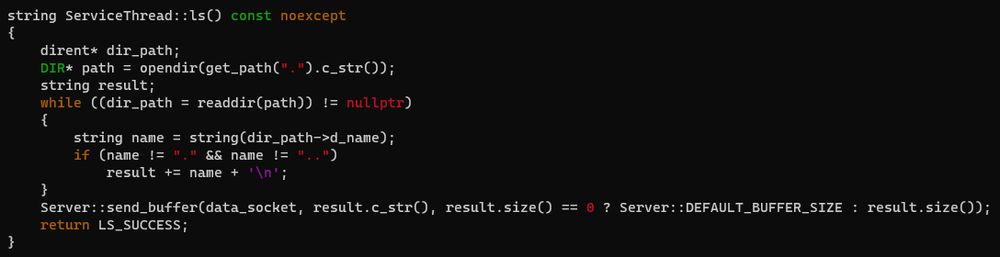 string ServiceThread::ls() const noexcept
{
    dirent* dir_path;
    DIR* path = opendir(get_path(".").c_str());
    string result;
    while ((dir_path = readdir(path)) != nullptr)
    {
        string name = string(dir_path->d_name);
        if (name != "." && name != "..")
            result += name + '\n';
    }
    Server::send_buffer(data_socket, result.c_str(), result.size() == 0 ? Server::DEFAULT_BUFFER_SIZE : result.size());
    return LS_SUCCESS;
}